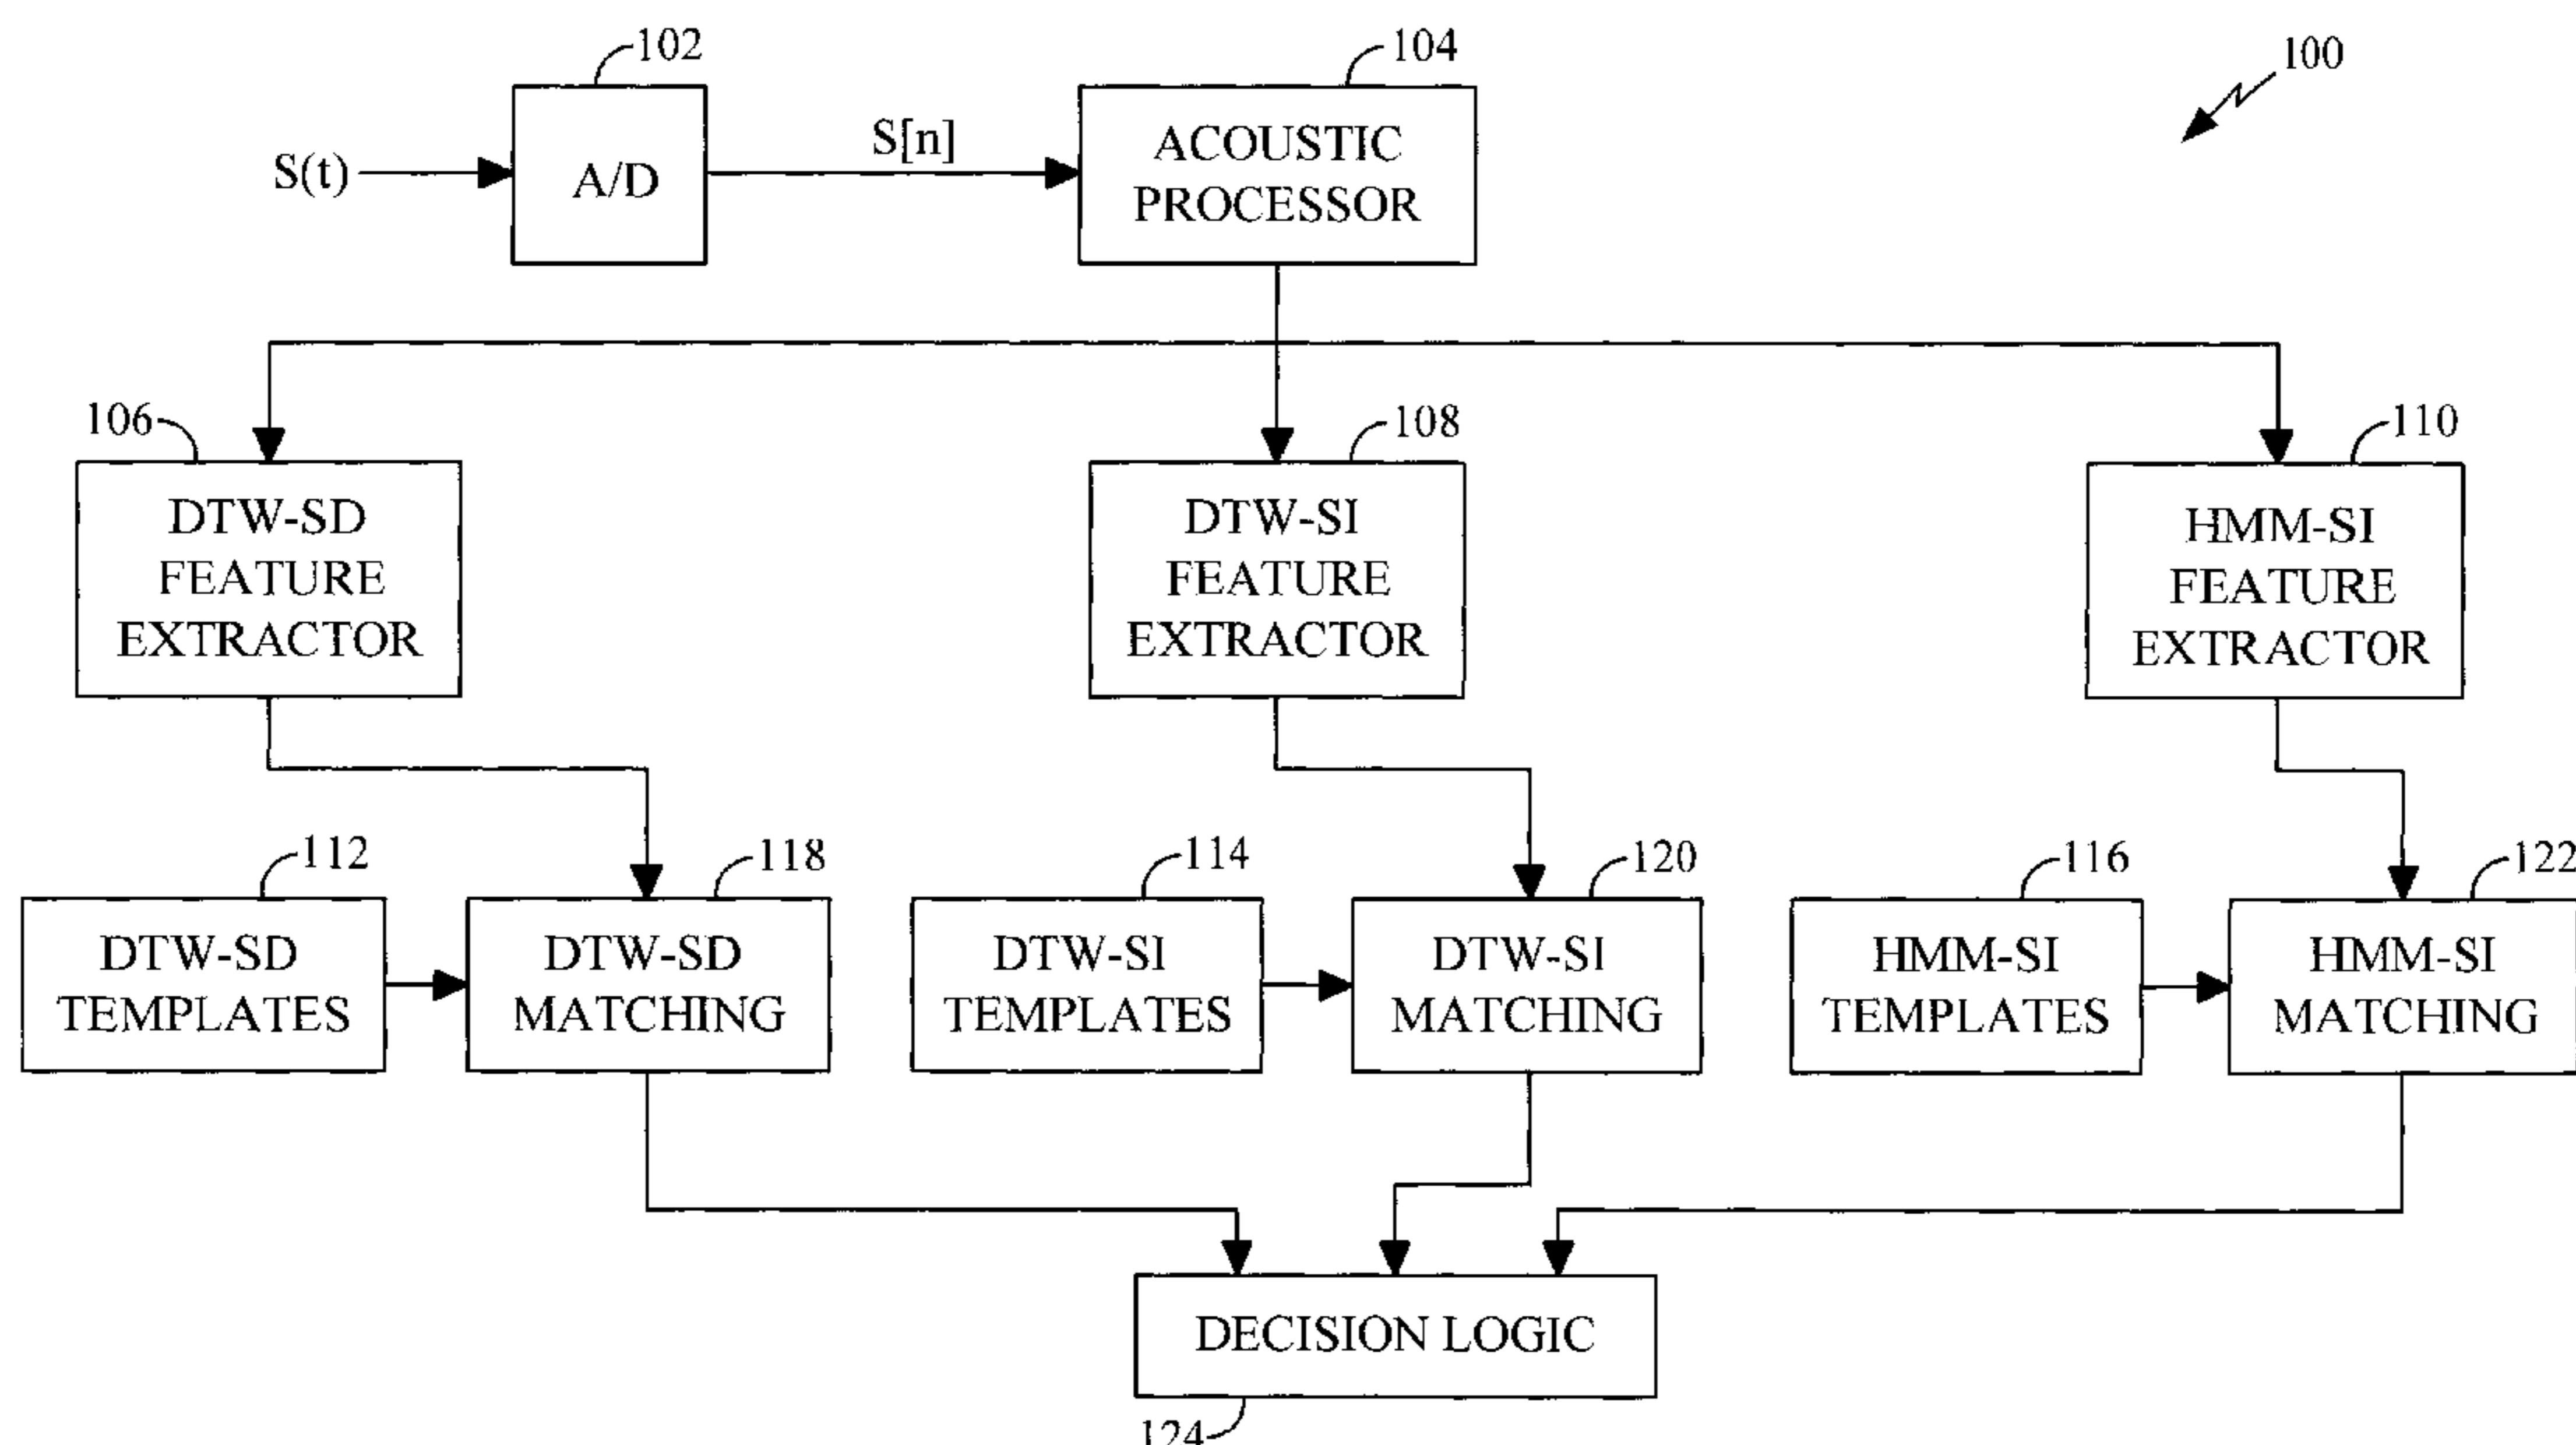 102
104
100
S(t)
A/D
S[n]
ACOUSTIC
PROCESSOR
106
108
110
DTW-SD
FEATURE
EXTRACTOR
DTW-SI
FEATURE
EXTRACTOR
HMM-SI
FEATURE
EXTRACTOR
112
118
114
120
116
122
DTW-SD
TEMPLATES
DTW-SD
MATCHING
DTW-SI
TEMPLATES
DTW-SI
MATCHING
HMM-SI
TEMPLATES
HMM-SI
MATCHING
DECISION LOGIC
124